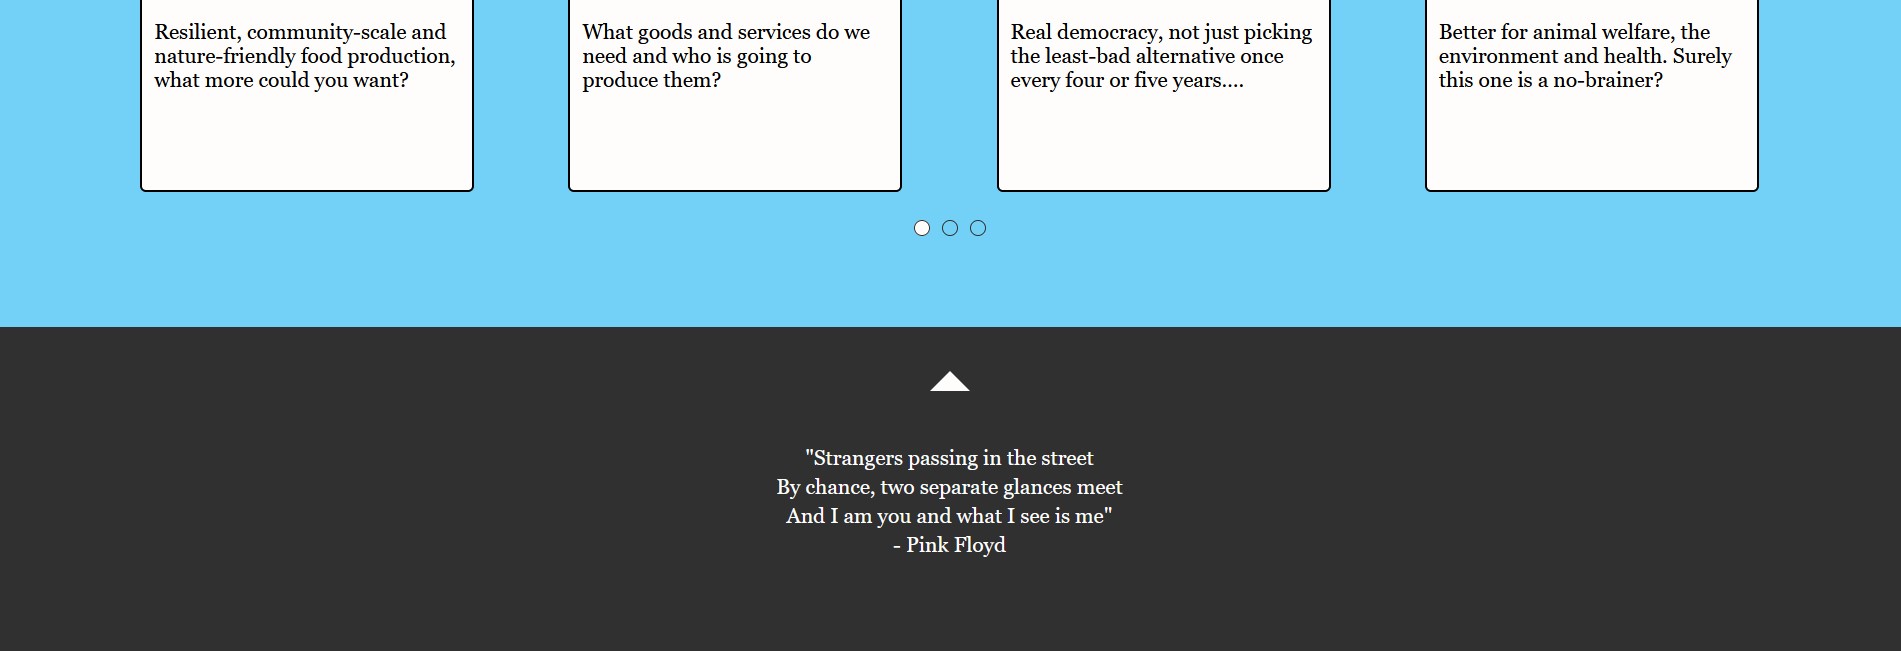 Resilient, community-scale and
nature-friendly food production,
what more could you want?
What goods and services do we
need and who is going to
produce them?
Real democracy, not just picking
the least-bad alternative once
every four or five years....
Better for animal welfare, the
environment and health. Surely
this one is a no-brainer?
"Strangers passing in the street
By chance, two separate glances meet
And I am you and what I see is me"
- Pink Floyd